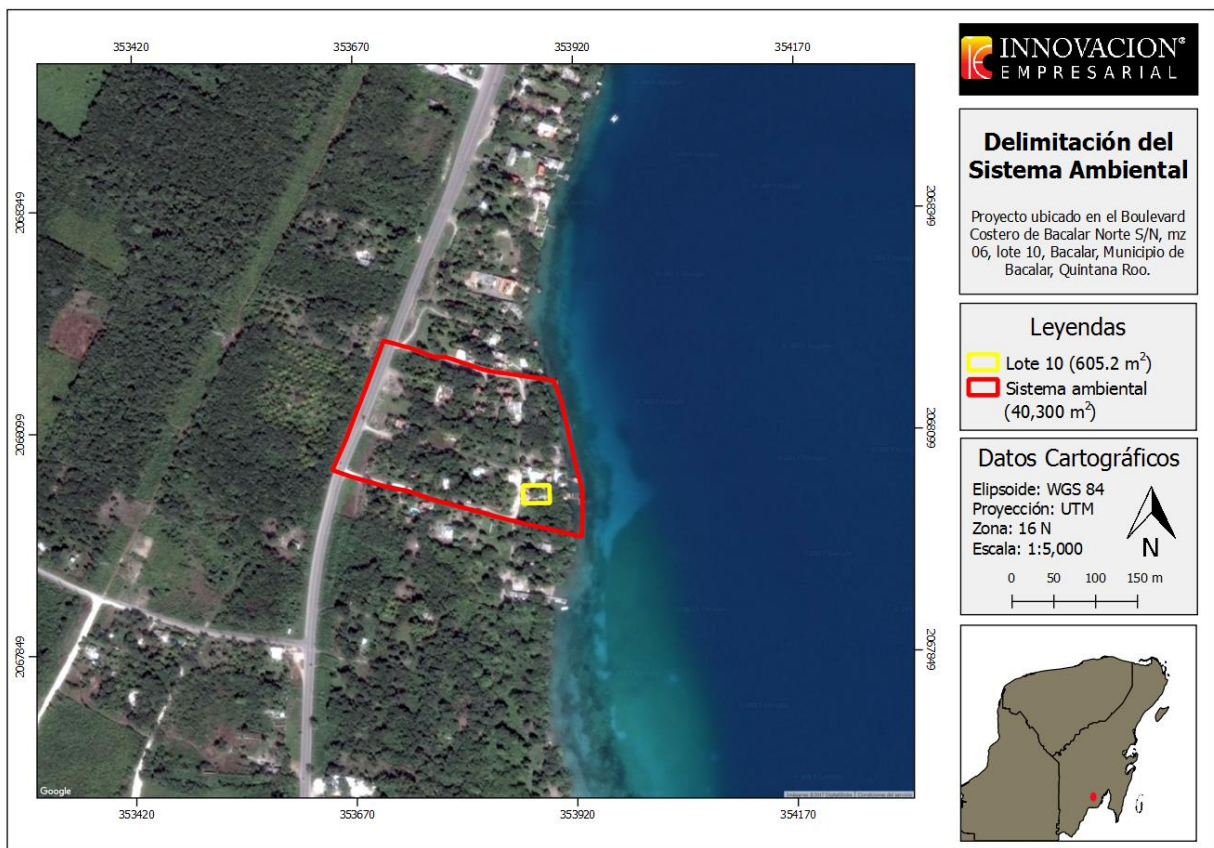 353420
353670
353920
354170
2068349
2068349
2068099
2068099
2067849
2067849
Google
353420
353670
353920
354170
INNOVACION®
EMPRESARIAL
Delimitación del
Sistema Ambiental
Proyecto ubicado en el Boulevard
Costero de Bacalar Norte S/N, mz
06, lote 10, Bacalar, Municipio de
Bacalar, Quintana Roo.
Leyendas
Lote 10 (605.2 m²)
Sistema ambiental
(40,300 m²)
Datos Cartográficos
Elipsoide: WGS 84
Proyección: UTM
Zona: 16 N
Escala: 1:5,000
N
0 50 100 150 m